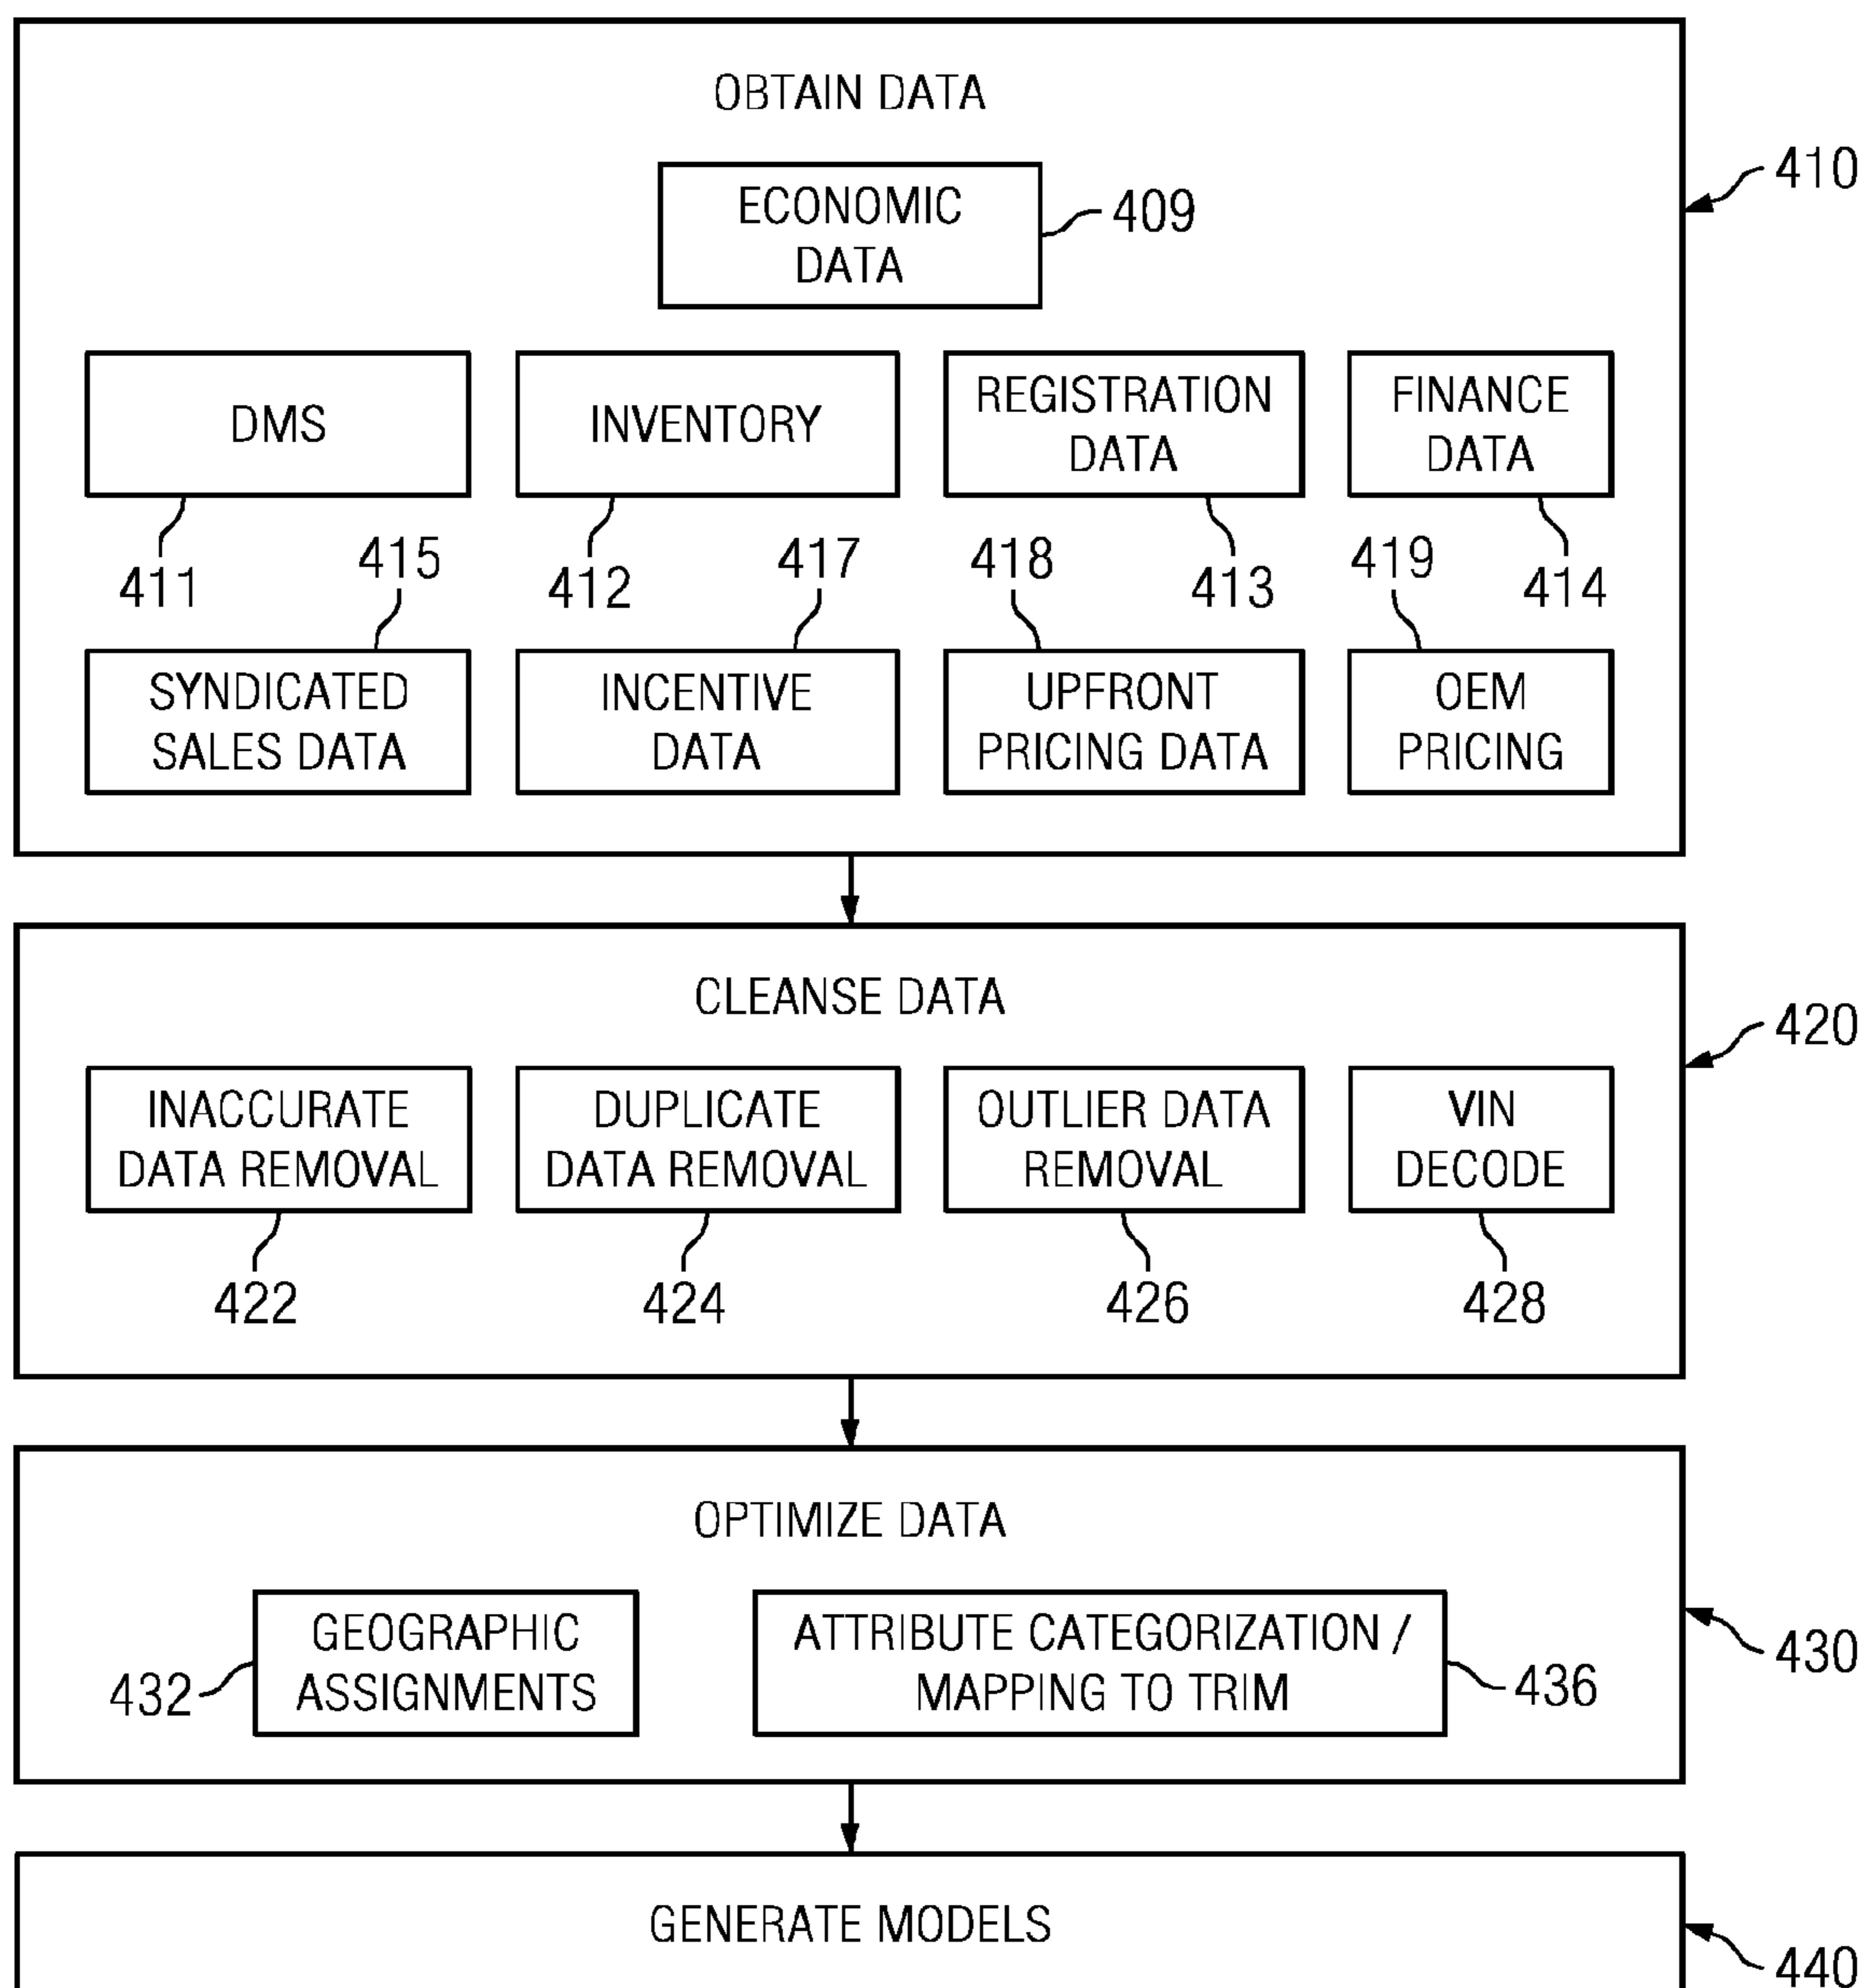 OBTAIN DATA
410
ECONOMIC
DATA
409
DMS
INVENTORY
REGISTRATION
DATA
FINANCE
DATA
411
415
412
417
418
413
419
414
SYNDICATED
SALES DATA
INCENTIVE
DATA
UPFRONT
PRICING DATA
OEM
PRICING
CLEANSE DATA
420
INACCURATE
DATA REMOVAL
DUPLICATE
DATA REMOVAL
OUTLIER DATA
REMOVAL
VIN
DECODE
422
424
426
428
OPTIMIZE DATA
430
432
GEOGRAPHIC
ASSIGNMENTS
ATTRIBUTE CATEGORIZATION /
MAPPING TO TRIM
436
GENERATE MODELS
440